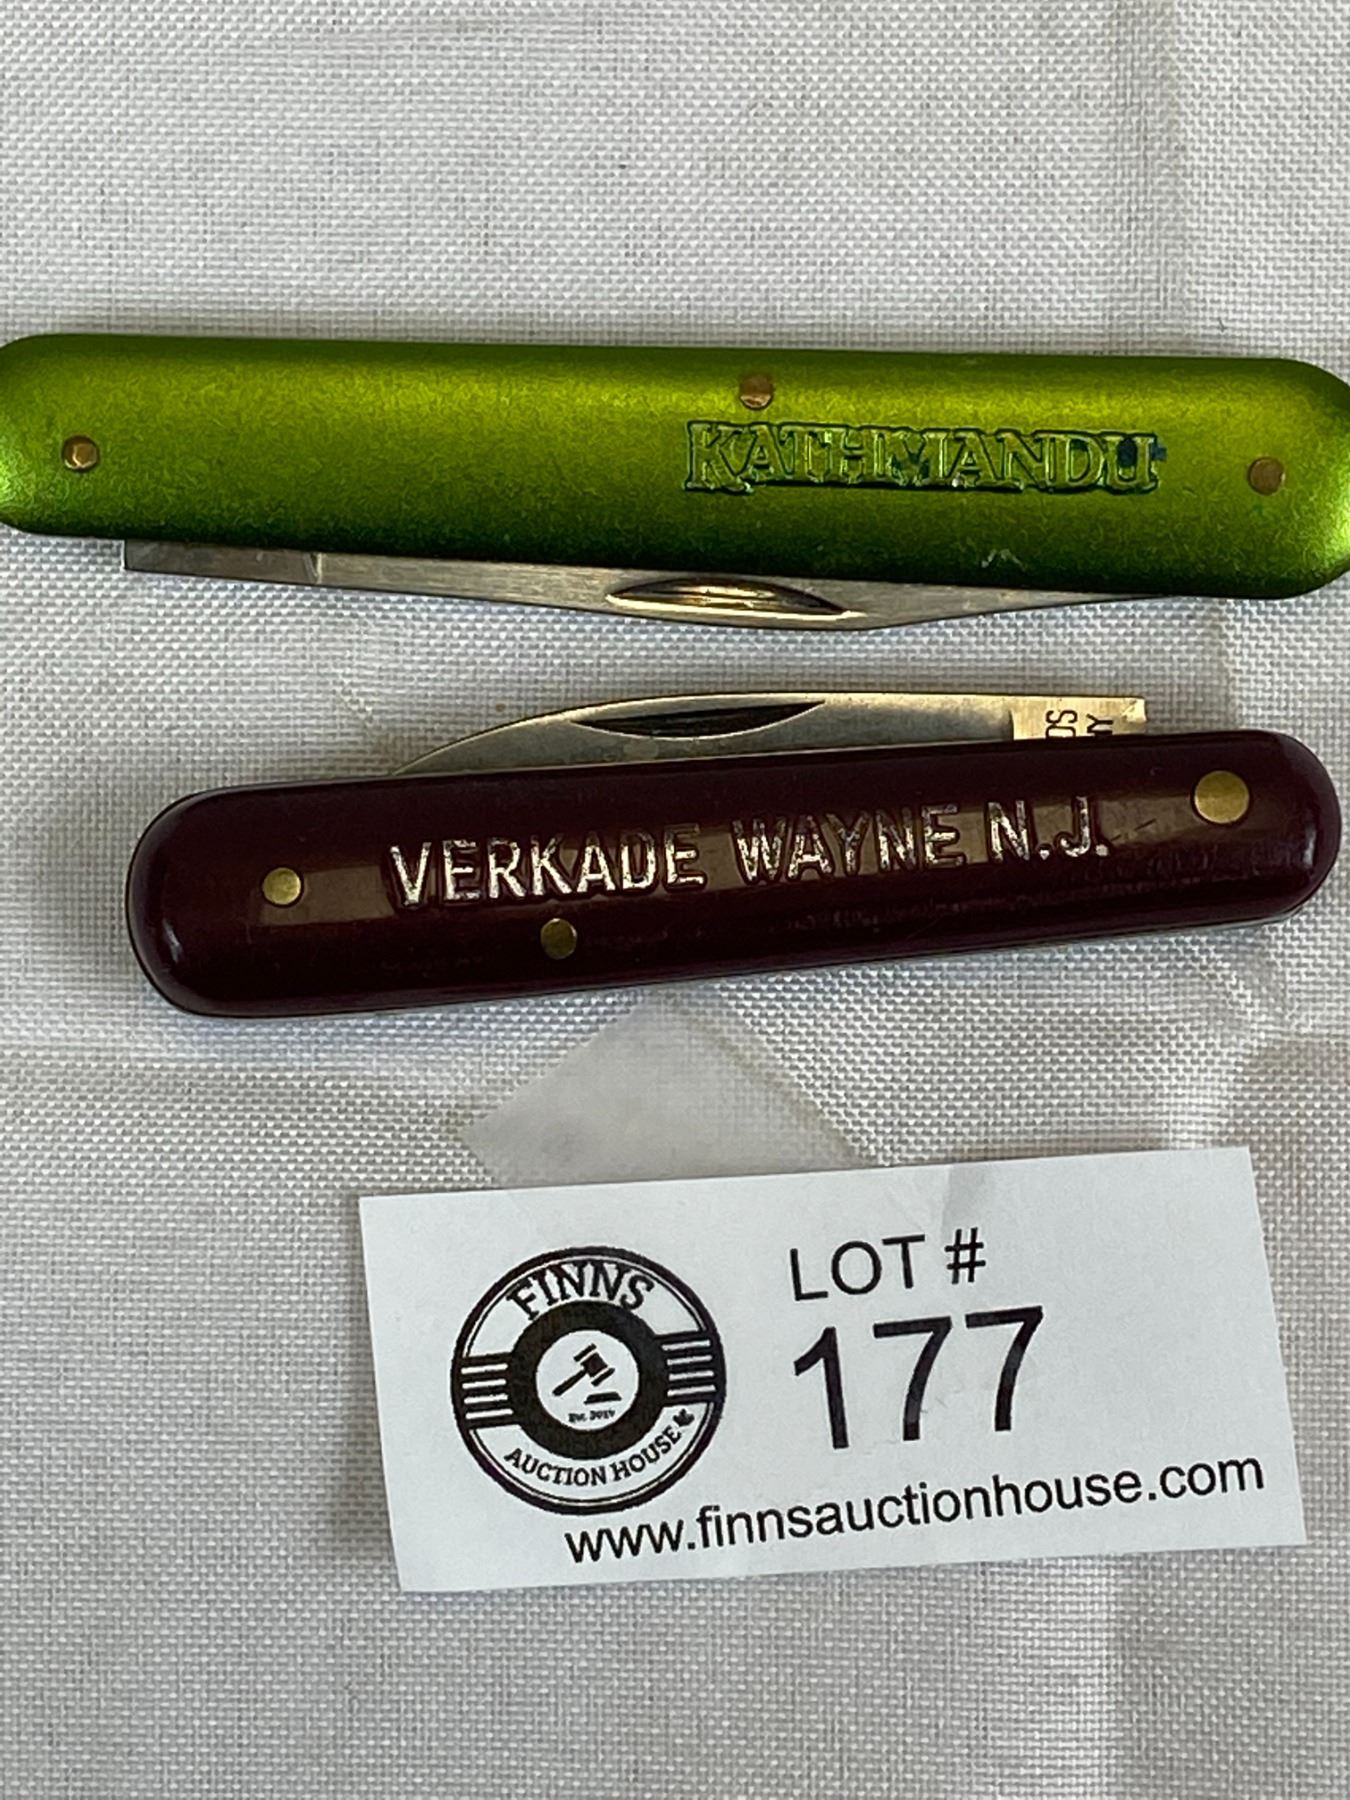 KATHMANDU
VERKADE WAYNE N.J.
LOT #
177
FINNS
AUCTION HOUSE
www.finnsauctionhouse.com